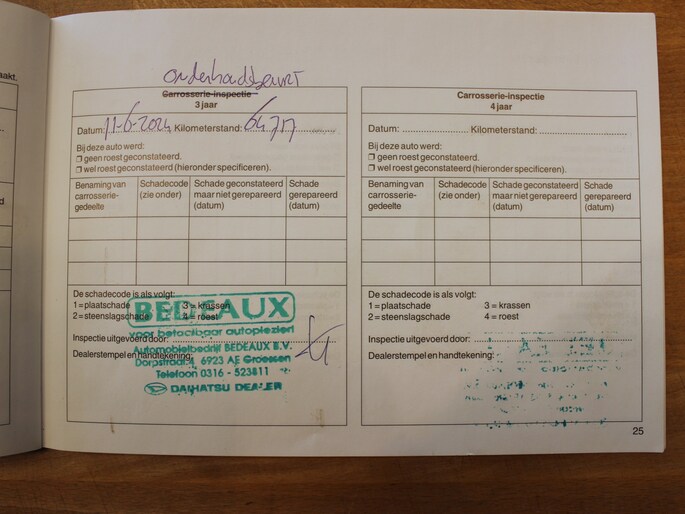 aakt.
d
onderhoudsbeurt
Carrosserie-inspectie
3 jaar
Datum: 11-6-2024 Kilometerstand: 64717
Bij deze auto werd:
☐ geen roest geconstateerd.
☐ wel roest geconstateerd (hieronder specificeren).
Benaming van carrosserie-gedeelte
Schadecode (zie onder)
Schade geconstateerd maar niet gerepareerd (datum)
Schade gerepareerd (datum)
De schadecode is als volgt:
1 = plaatschade 3 = krassen
2 = steenslagschade 4 = roest
BEDEAUX
voor betaalbaar autoplezier!
Inspectie uitgevoerd door:
Automobielbedrijf BEDEAUX B.V.
Dealerstempel en handtekening:
Dorpstraat 4 6923 AE Groessen
Telefoon 0316 - 523811
DAIHATSU DEALER
Carrosserie-inspectie
4 jaar
Datum: Kilometerstand:
Bij deze auto werd:
☐ geen roest geconstateerd.
☐ wel roest geconstateerd (hieronder specificeren).
Benaming van carrosserie-gedeelte
Schadecode (zie onder)
Schade geconstateerd maar niet gerepareerd (datum)
Schade gerepareerd (datum)
De schadecode is als volgt:
1 = plaatschade 3 = krassen
2 = steenslagschade 4 = roest
Inspectie uitgevoerd door:
Dealerstempel en handtekening:
25